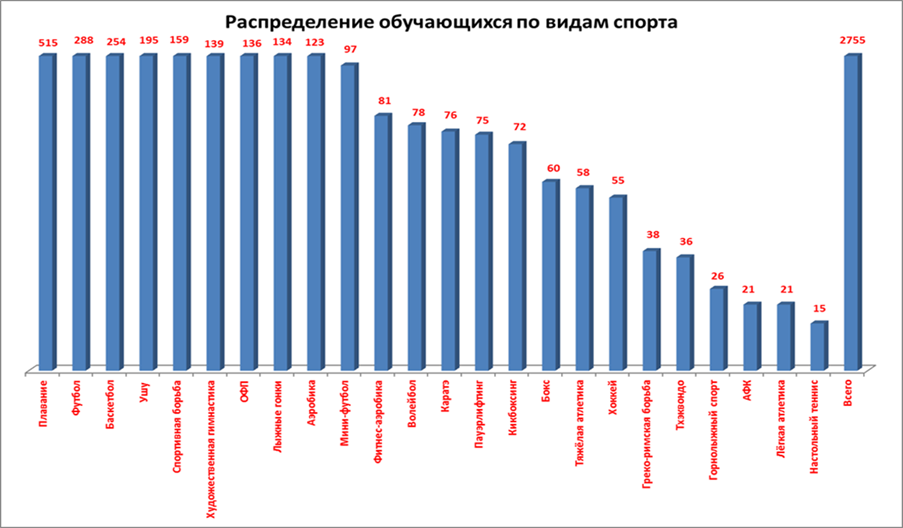 Распределение обучающихся по видам спорта
515 288 254 195 159 139 136 134 123 97 81 78 76 75 72 60 58 55 38 36 26 21 21 15 2755
Плавание
Футбол
Баскетбол
Ушу
Спортивная борьба
Художественная гимнастика
ОФП
Лыжные гонки
Аэробика
Мини-футбол
Фитнес-аэробика
Волейбол
Каратэ
Пауэрлифтинг
Кикбоксинг
Бокс
Тяжёлая атлетика
Хоккей
Греко-римская борьба
Тхэквондо
Горнолыжный спорт
АФК
Лёгкая атлетика
Настольный теннис
Всего